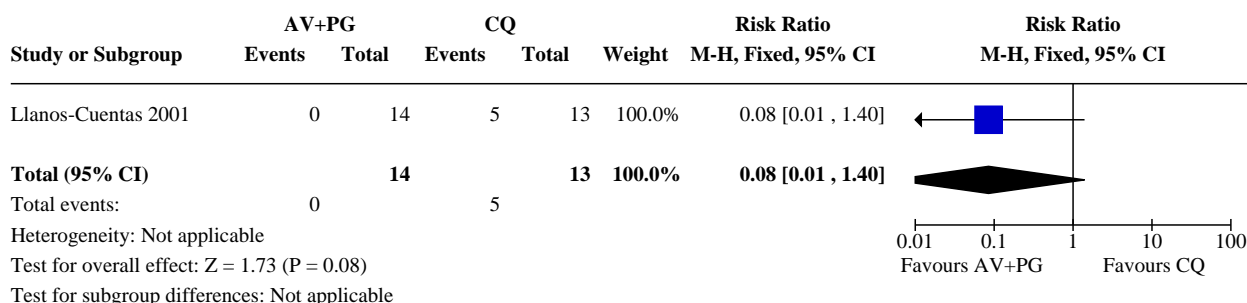 AV+PG CQ Risk Ratio Risk Ratio
Study or Subgroup Events Total Events Total Weight M-H, Fixed, 95% CI M-H, Fixed, 95% CI
Llanos-Cuentas 2001 0 14 5 13 100.0% 0.08 [0.01 , 1.40]
Total (95% CI) 14 13 100.0% 0.08 [0.01 , 1.40]
Total events: 0 5
Heterogeneity: Not applicable
0.01 0.1 1 10 100
Test for overall effect: Z = 1.73 (P = 0.08) Favours AV+PG Favours CQ
Test for subgroup differences: Not applicable